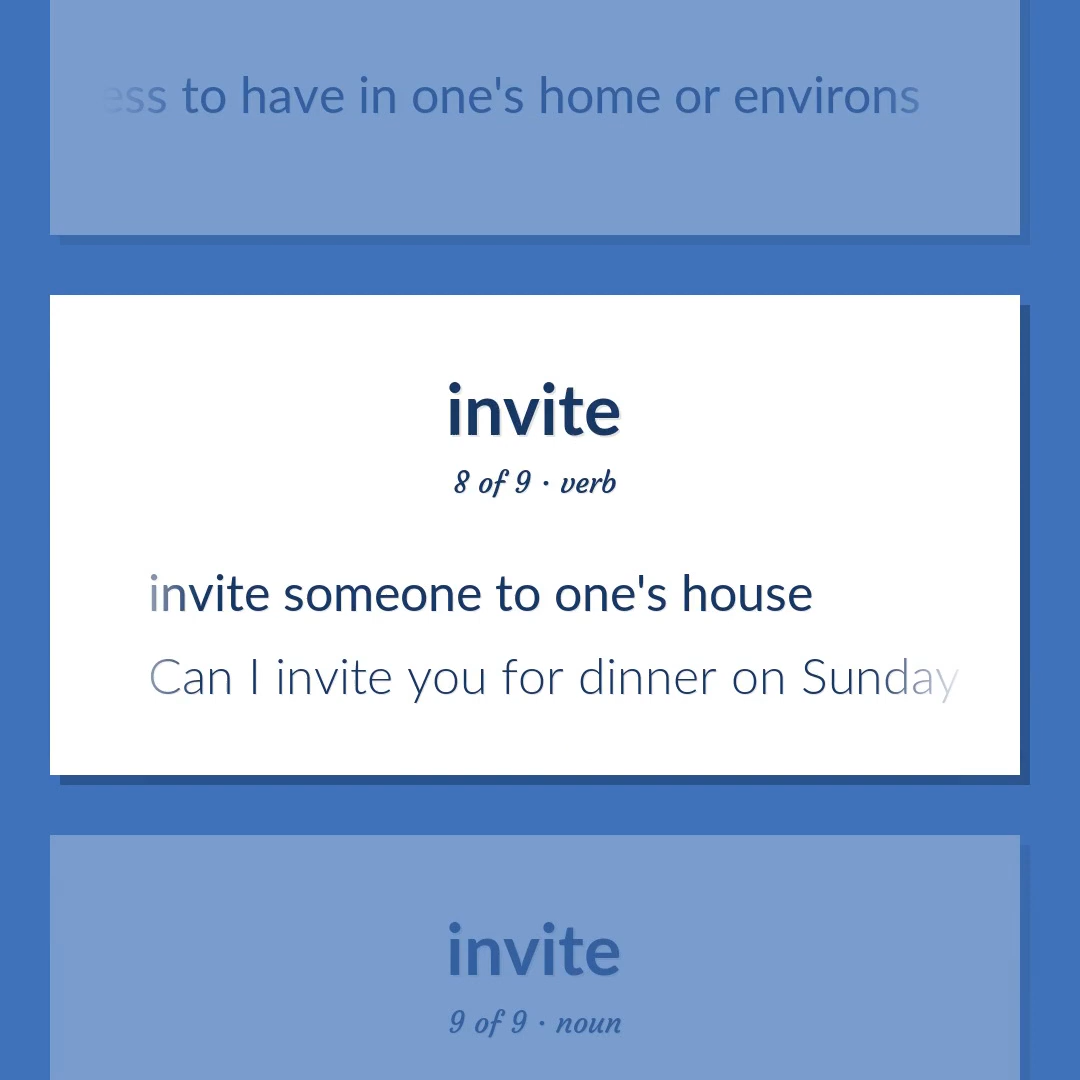 to have in one's home or environs
invite
8 of 9 · verb
invite someone to one's house
Can I invite you for dinner on Sunday
invite
9 of 9 · noun